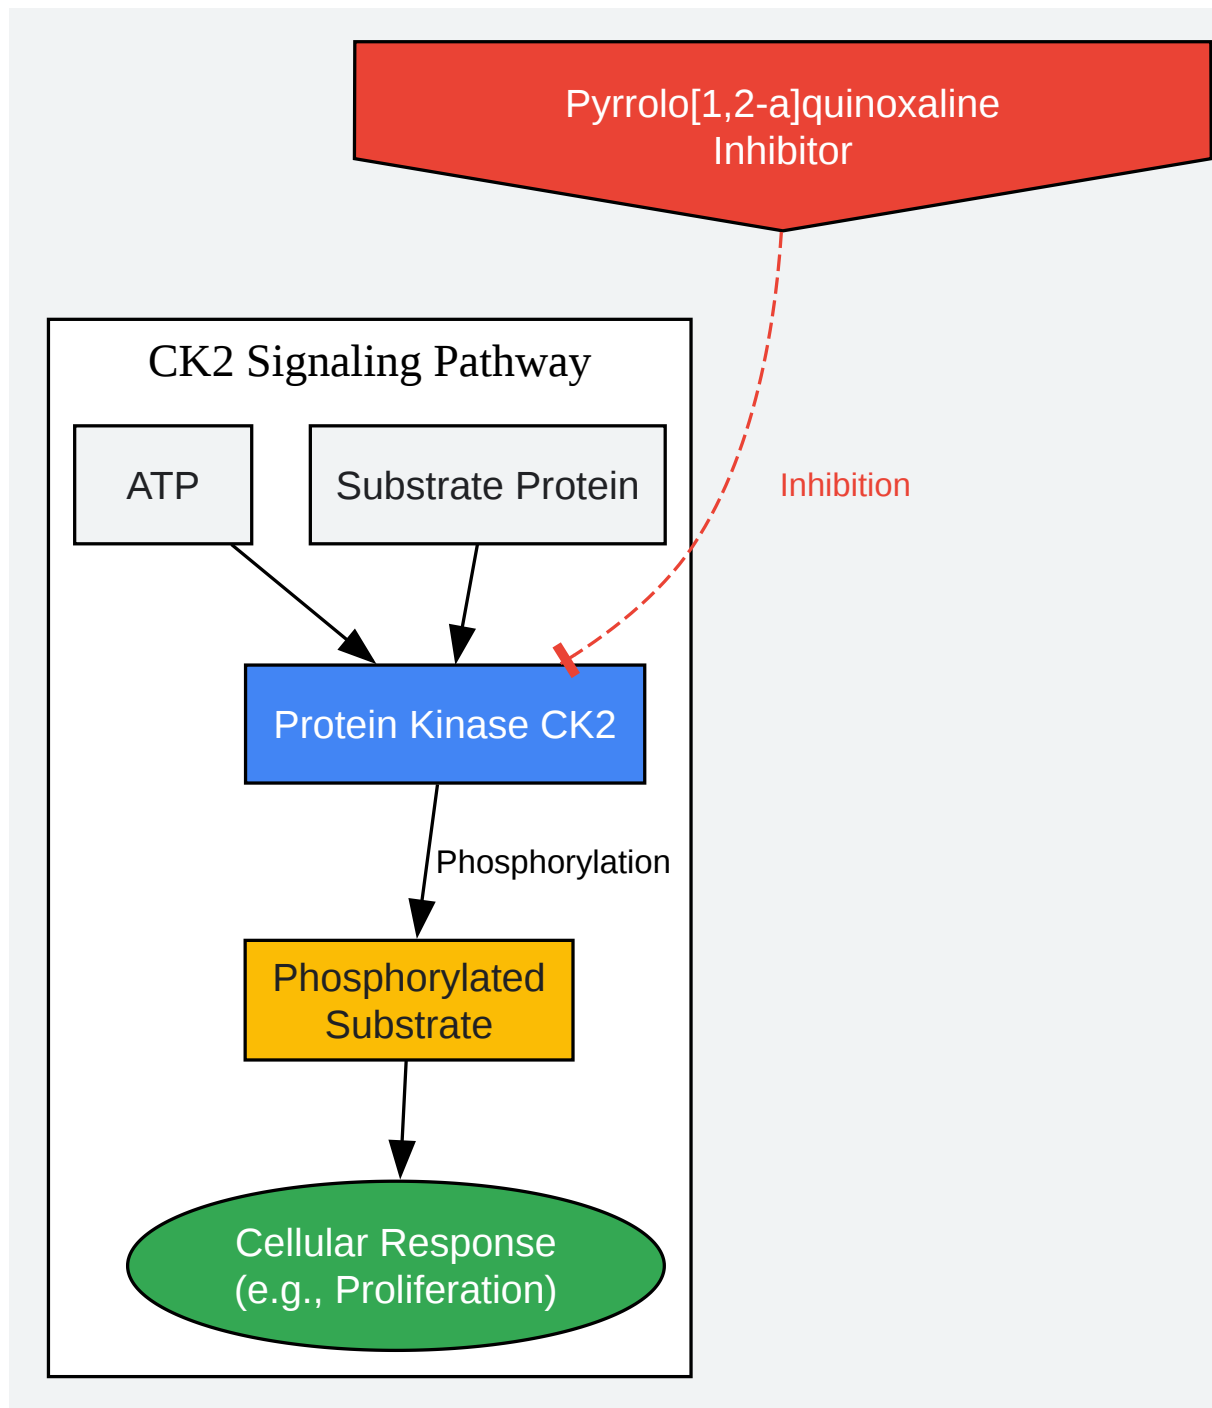 Pyrrolo[1,2-a]quinoxaline
Inhibitor
CK2 Signaling Pathway
ATP
Substrate Protein
Inhibition
Protein Kinase CK2
Phosphorylation
Phosphorylated
Substrate
Cellular Response
(e.g., Proliferation)